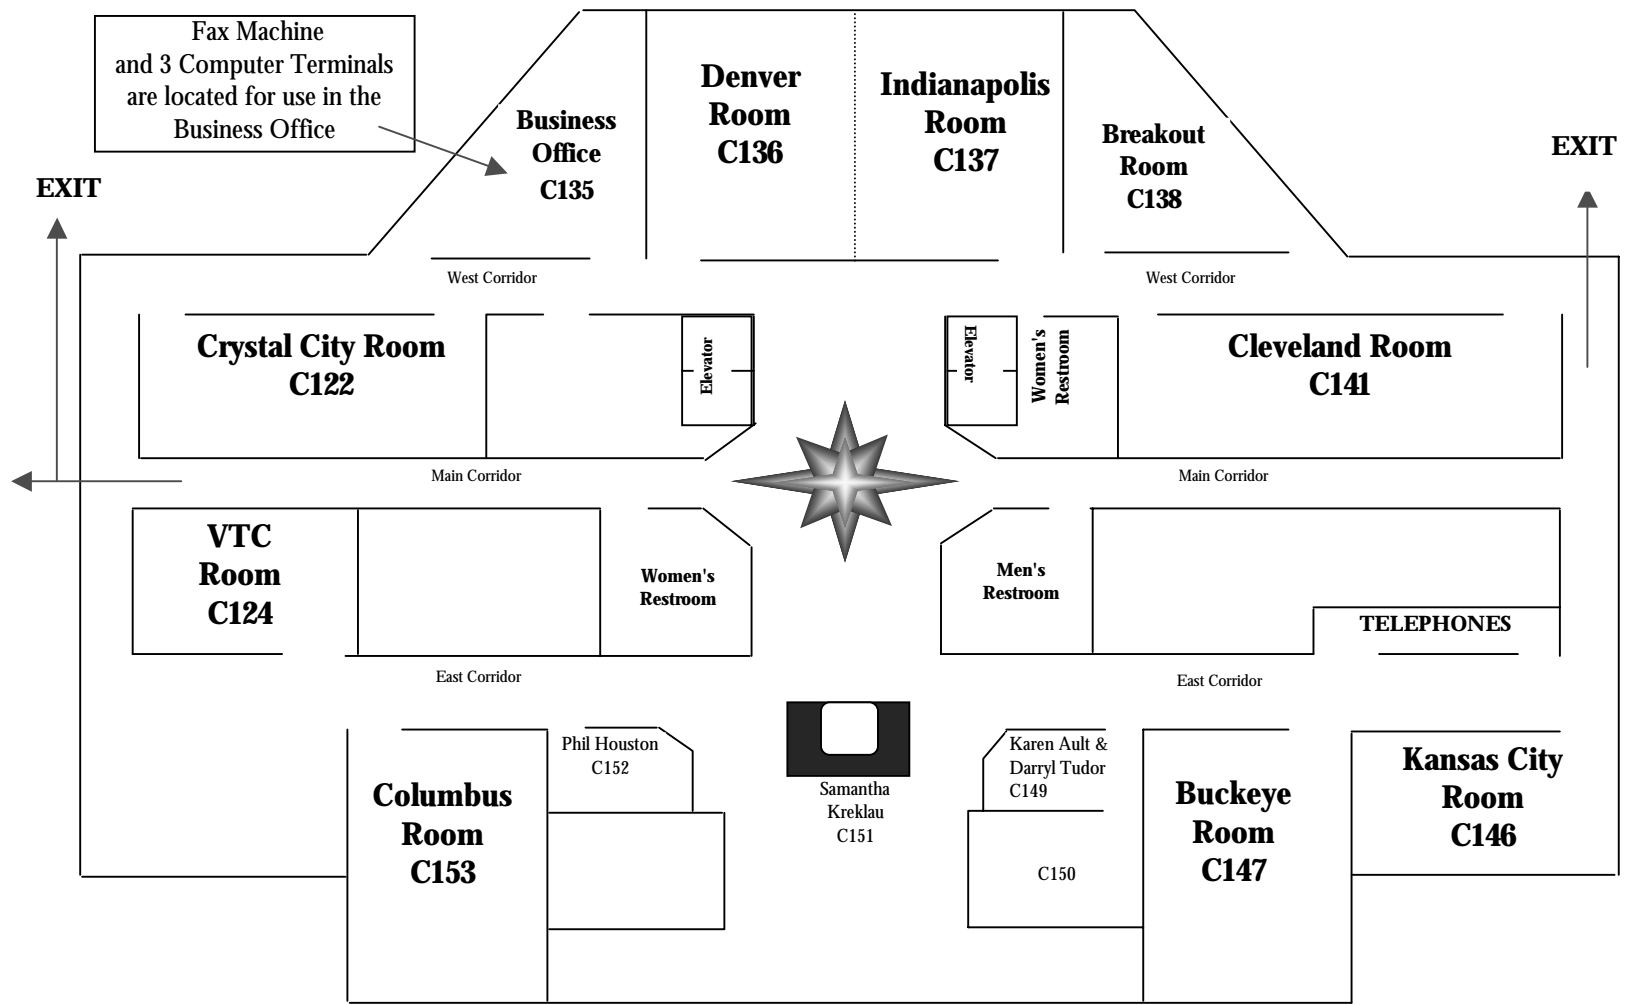 Fax Machine
and 3 Computer Terminals
are located for use in the
Business Office
EXIT
Business
Office
C135
Denver
Room
C136
Indianapolis
Room
C137
Breakout
Room
C138
EXIT
West Corridor
West Corridor
Crystal City Room
C122
Elevator
Elevator
Women's
Restroom
Cleveland Room
C141
Main Corridor
Main Corridor
VTC
Room
C124
Women's
Restroom
Men's
Restroom
TELEPHONES
East Corridor
East Corridor
Columbus
Room
C153
Phil Houston
C152
Samantha
Kreklau
C151
Karen Ault &
Darryl Tudor
C149
C150
Buckeye
Room
C147
Kansas City
Room
C146